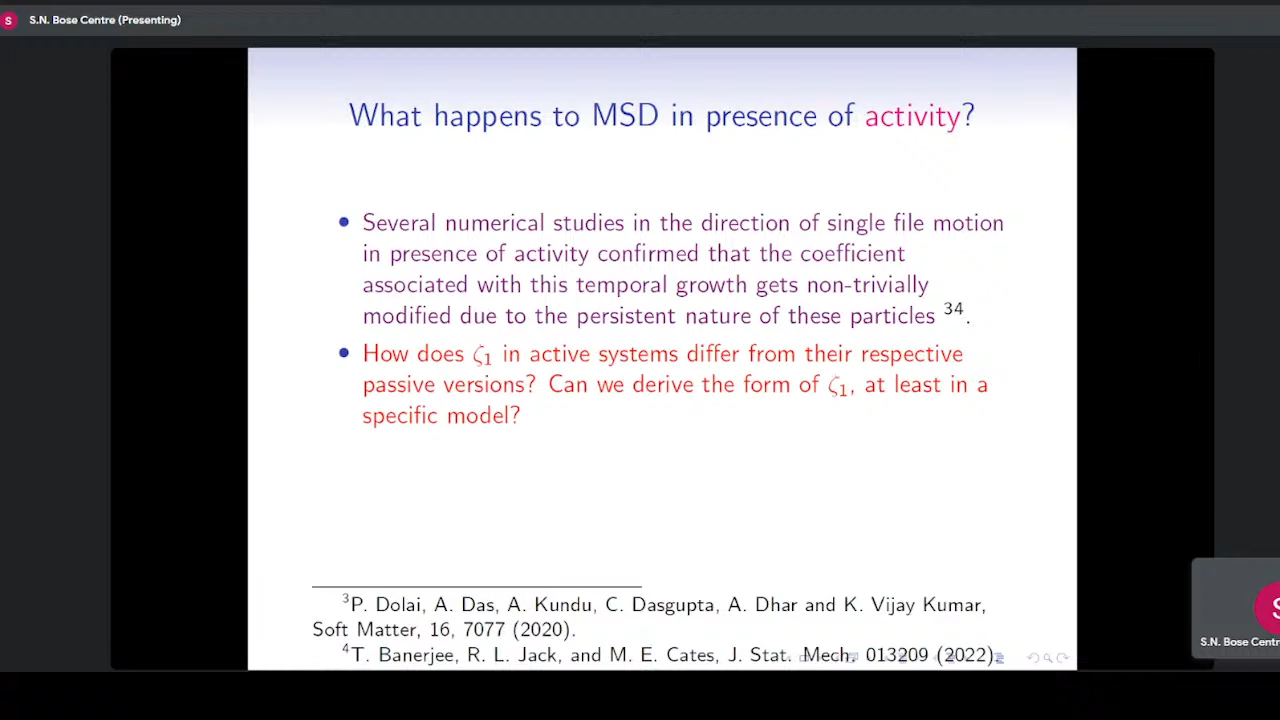 S
S.N. Bose Centre (Presenting)
What happens to MSD in presence of activity?
• Several numerical studies in the direction of single file motion
in presence of activity confirmed that the coefficient
associated with this temporal growth gets non-trivially
modified due to the persistent nature of these particles ³⁴.
• How does ζ₁ in active systems differ from their respective
passive versions? Can we derive the form of ζ₁, at least in a
specific model?
³P. Dolai, A. Das, A. Kundu, C. Dasgupta, A. Dhar and K. Vijay Kumar,
Soft Matter, 16, 7077 (2020).
⁴T. Banerjee, R. L. Jack, and M. E. Cates, J. Stat. Mech. 013209 (2022).
S
S.N. Bose Centr